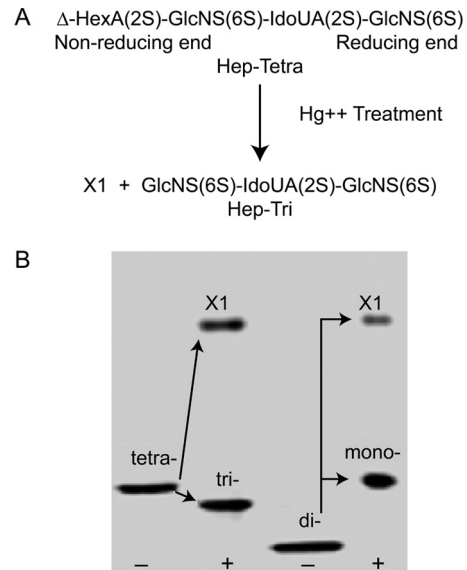 A
Δ-HexA(2S)-GlcNS(6S)-IdoUA(2S)-GlcNS(6S)
Non-reducing end Reducing end
Hep-Tetra
Hg++ Treatment
X1 + GlcNS(6S)-IdoUA(2S)-GlcNS(6S)
Hep-Tri
B
X1 X1
tetra- mono-
tri-
di-
– + – +